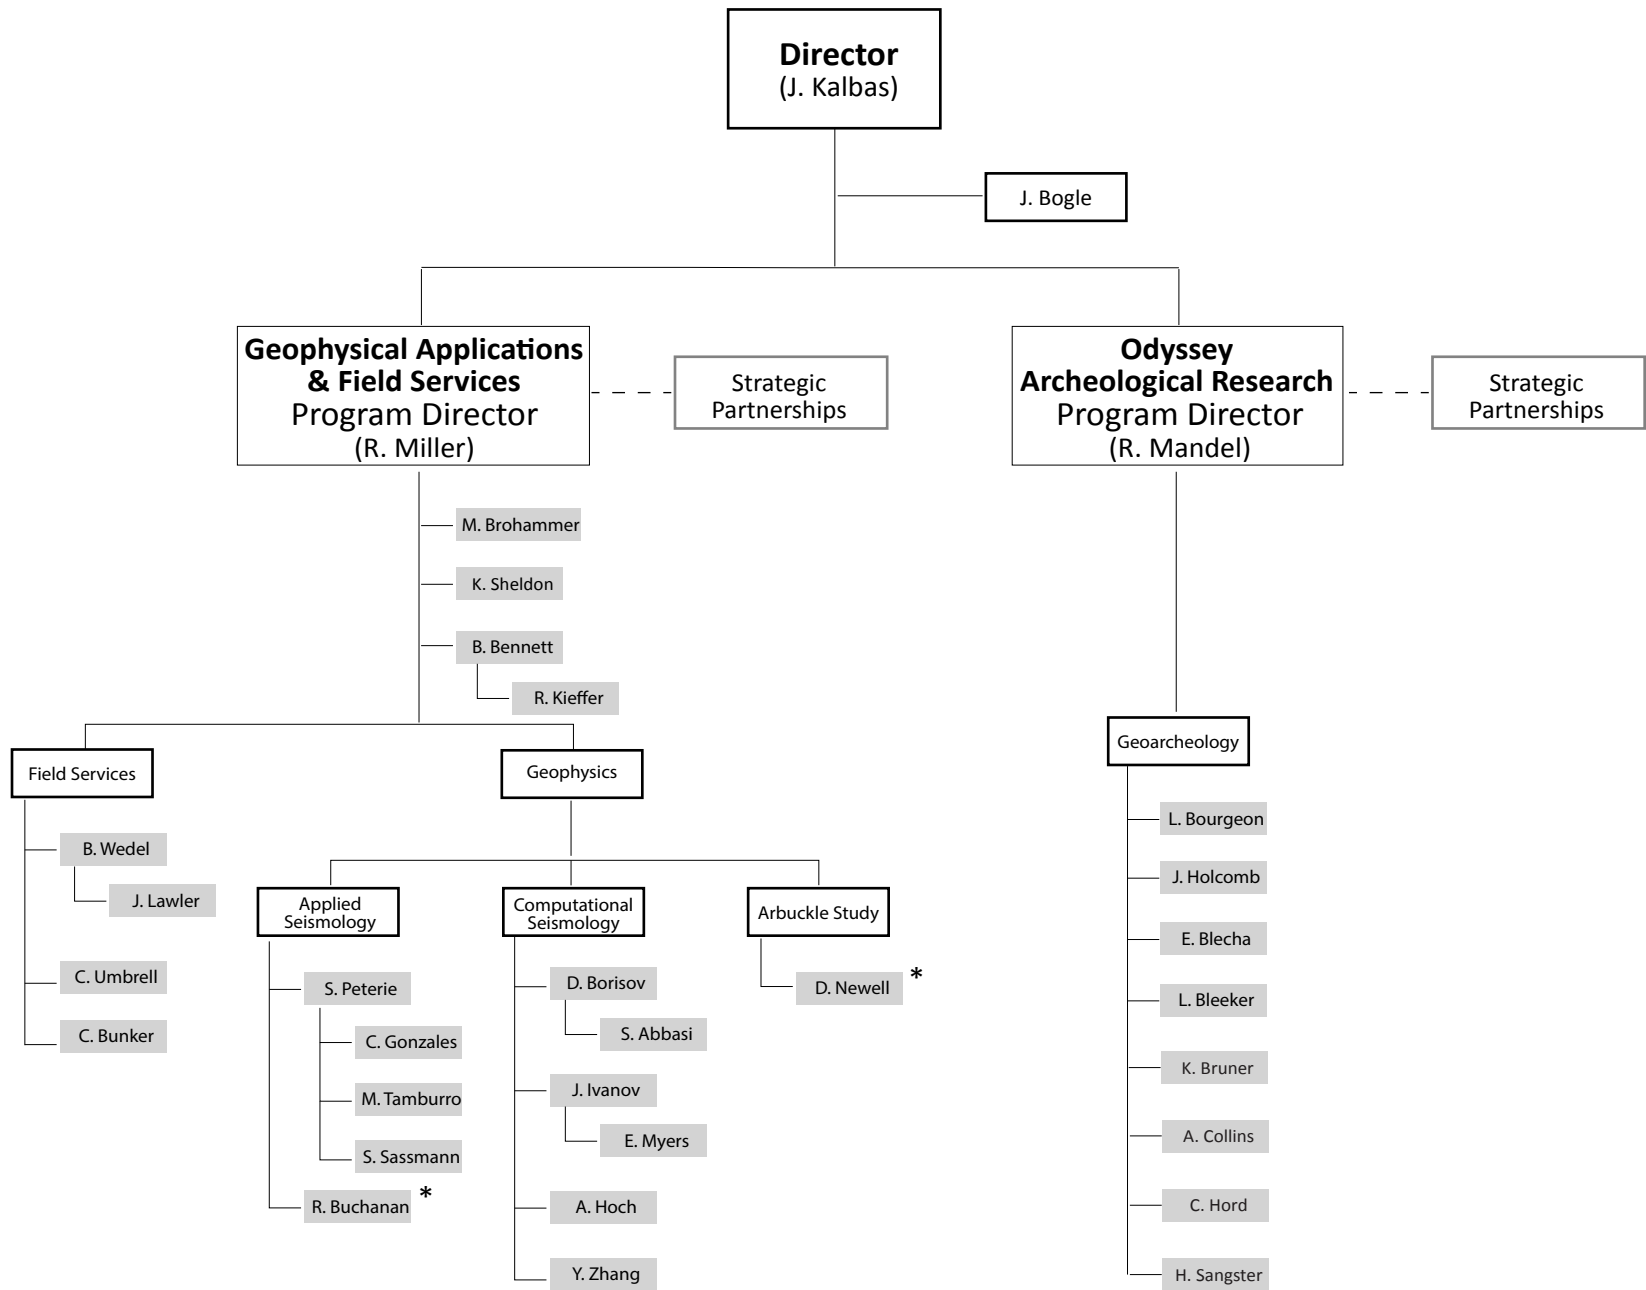 Director
(J. Kalbas)
J. Bogle
Geophysical Applications
& Field Services
Program Director
(R. Miller)
Strategic
Partnerships
Odyssey
Archeological Research
Program Director
(R. Mandel)
Strategic
Partnerships
M. Brohammer
K. Sheldon
B. Bennett
R. Kieffer
Field Services
B. Wedel
J. Lawler
C. Umbrell
C. Bunker
Geophysics
Applied
Seismology
S. Peterie
C. Gonzales
M. Tamburro
S. Sassmann
R. Buchanan *
Computational
Seismology
D. Borisov
S. Abbasi
J. Ivanov
E. Myers
A. Hoch
Y. Zhang
Arbuckle Study
D. Newell *
Geoarcheology
L. Bourgeon
J. Holcomb
E. Blecha
L. Bleeker
K. Bruner
A. Collins
C. Hord
H. Sangster